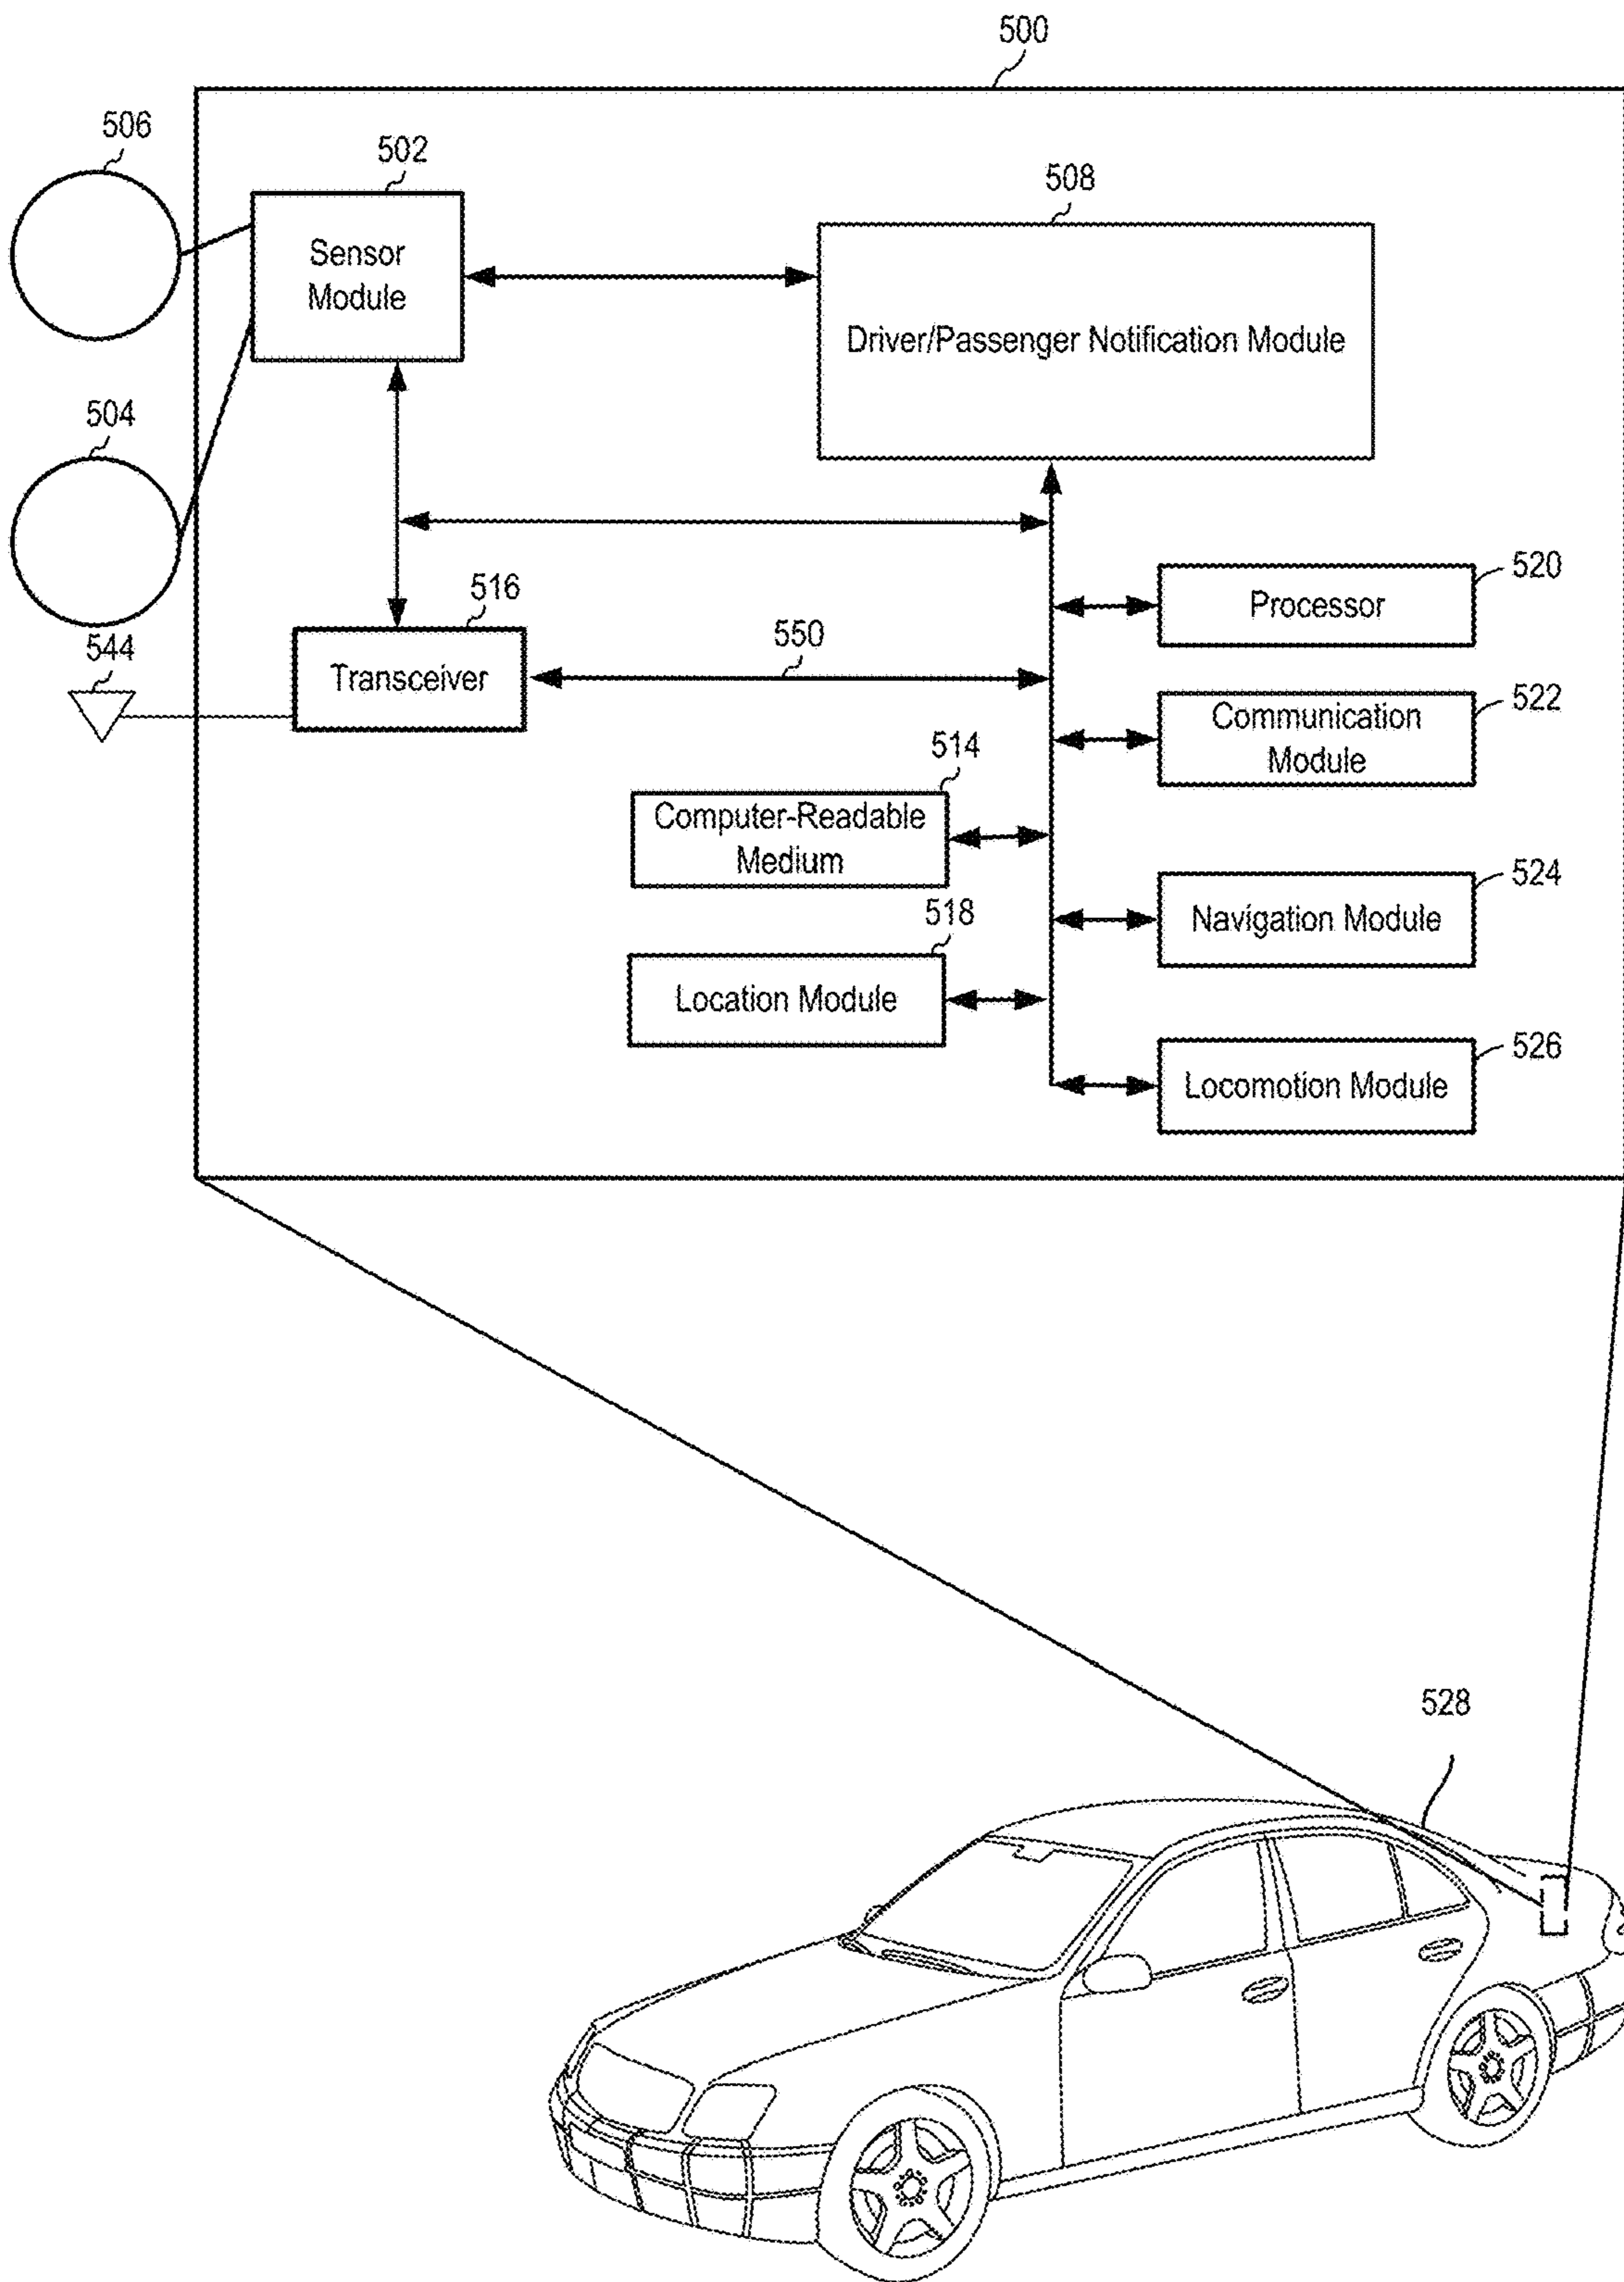 500
506
502
508
Sensor
Module
Driver/Passenger Notification Module
504
516
550
520
Processor
544
Transceiver
522
Communication
Module
514
Computer-Readable
Medium
524
Navigation Module
518
Location Module
526
Locomotion Module
528